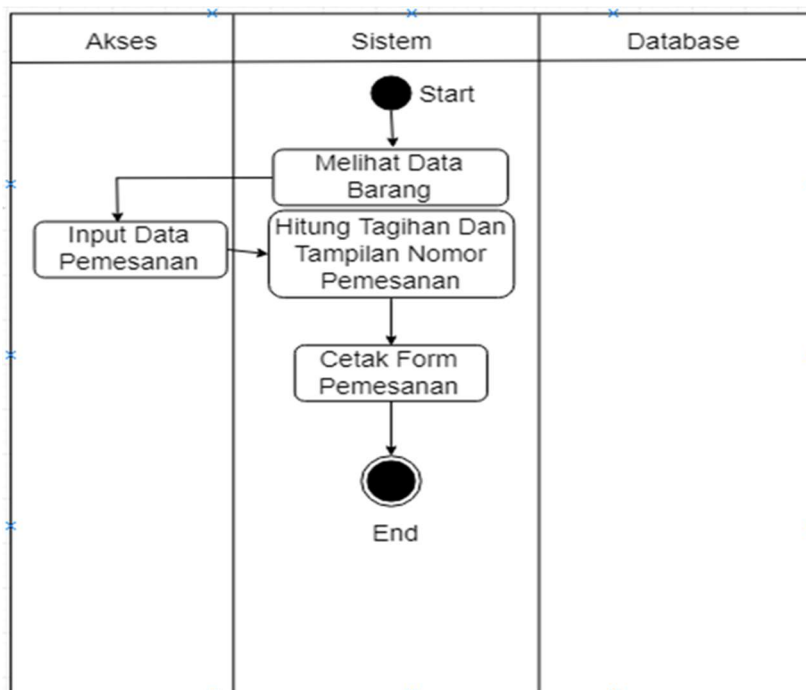 Akses
Sistem
Database
Start
Melihat Data
Barang
Input Data
Pemesanan
Hitung Tagihan Dan
Tampilan Nomor
Pemesanan
Cetak Form
Pemesanan
End